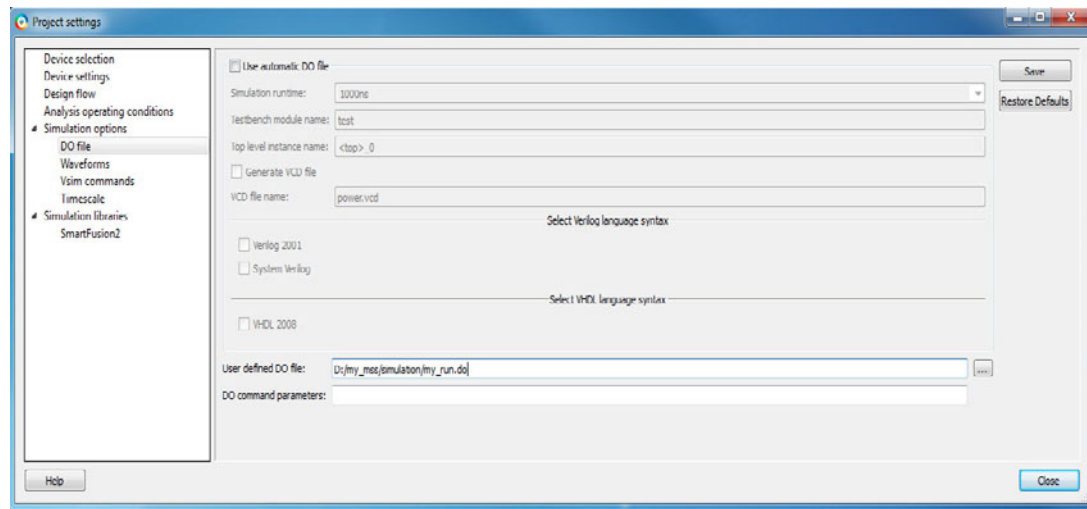 Project settings
Device selection
Device settings
Design flow
Analysis operating conditions
Simulation options
DO file
Waveforms
Vsim commands
Timescale
Simulation libraries
SmartFusion2
Use automatic DO file
Simulation runtime: 1000ns
Testbench module name: test
Top level instance name: <top>_0
Generate VCD file
VCD file name: power.vcd
Select Verilog language syntax
Verilog 2001
System Verilog
Select VHDL language syntax
VHDL 2008
User defined DO file: D:/my_mss/simulation/my_run.do
...
DO command parameters:
Save
Restore Defaults
Help
Close